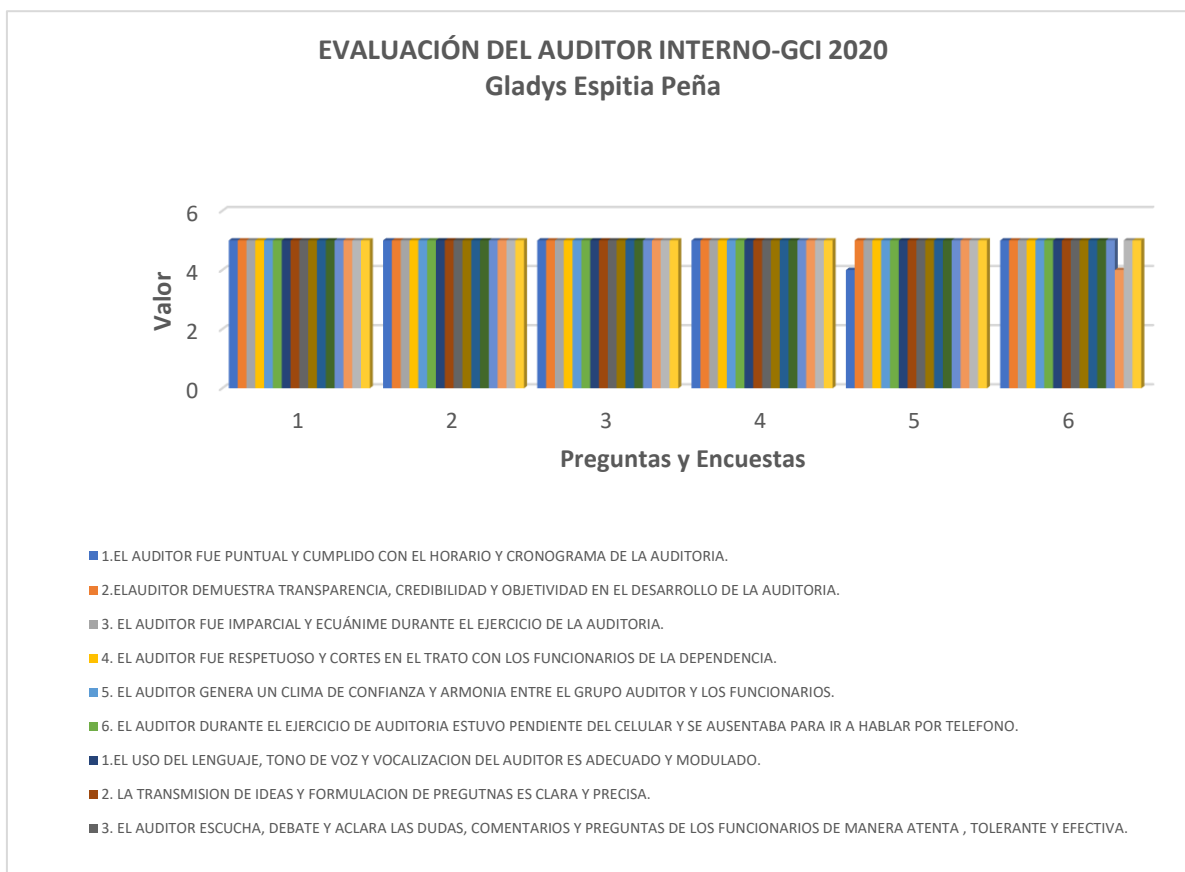 EVALUACIÓN DEL AUDITOR INTERNO-GCI 2020
Gladys Espitia Peña
6
4
2
0
Valor
1 2 3 4 5 6
Preguntas y Encuestas
1.EL AUDITOR FUE PUNTUAL Y CUMPLIDO CON EL HORARIO Y CRONOGRAMA DE LA AUDITORIA.
2.ELAUDITOR DEMUESTRA TRANSPARENCIA, CREDIBILIDAD Y OBJETIVIDAD EN EL DESARROLLO DE LA AUDITORIA.
3. EL AUDITOR FUE IMPARCIAL Y ECUÁNIME DURANTE EL EJERCICIO DE LA AUDITORIA.
4. EL AUDITOR FUE RESPETUOSO Y CORTES EN EL TRATO CON LOS FUNCIONARIOS DE LA DEPENDENCIA.
5. EL AUDITOR GENERA UN CLIMA DE CONFIANZA Y ARMONIA ENTRE EL GRUPO AUDITOR Y LOS FUNCIONARIOS.
6. EL AUDITOR DURANTE EL EJERCICIO DE AUDITORIA ESTUVO PENDIENTE DEL CELULAR Y SE AUSENTABA PARA IR A HABLAR POR TELEFONO.
1.EL USO DEL LENGUAJE, TONO DE VOZ Y VOCALIZACION DEL AUDITOR ES ADECUADO Y MODULADO.
2. LA TRANSMISION DE IDEAS Y FORMULACION DE PREGUTNAS ES CLARA Y PRECISA.
3. EL AUDITOR ESCUCHA, DEBATE Y ACLARA LAS DUDAS, COMENTARIOS Y PREGUNTAS DE LOS FUNCIONARIOS DE MANERA ATENTA , TOLERANTE Y EFECTIVA.